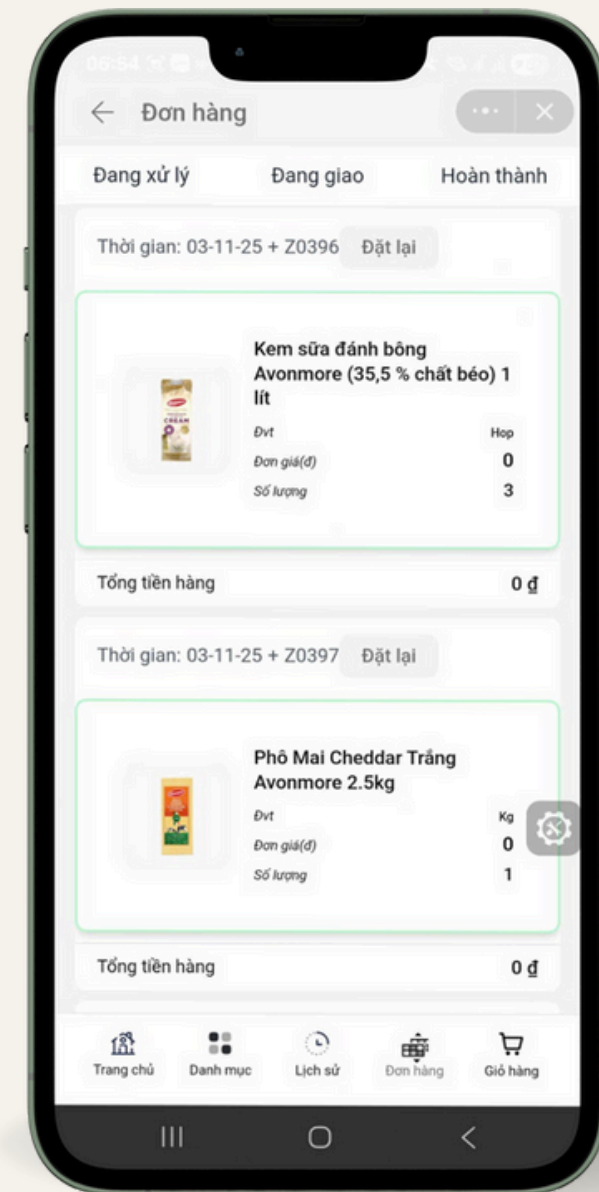 06:54
Đơn hàng
Đang xử lý Đang giao Hoàn thành
Thời gian: 03-11-25 + Z0396 Đặt lại
Kem sữa đánh bông
Avonmore (35,5 % chất béo) 1
lít
CREAM
Đvt Hop
Đơn giá(đ) 0
Số lượng 3
Tổng tiền hàng 0 ₫
Thời gian: 03-11-25 + Z0397 Đặt lại
Phô Mai Cheddar Trắng
Avonmore 2.5kg
Đvt Kg
Đơn giá(đ) 0
Số lượng 1
Tổng tiền hàng 0 ₫
Trang chủ Danh mục Lịch sử Đơn hàng Giỏ hàng